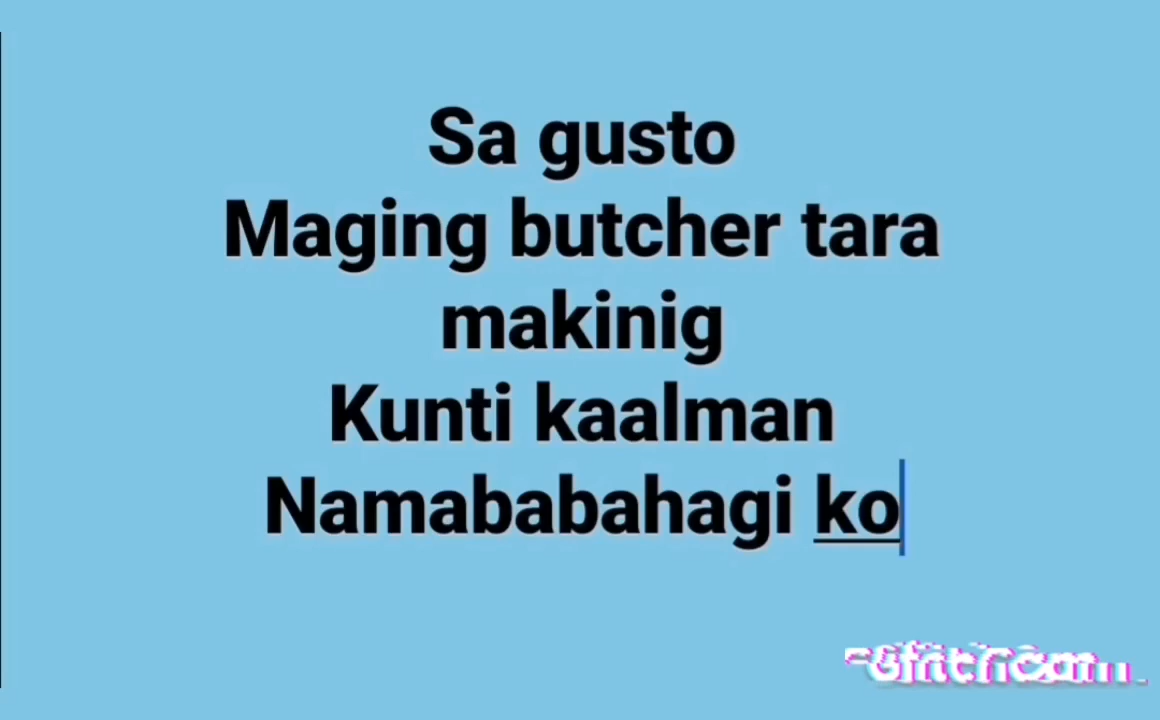 Sa gusto
Maging butcher tara
makinig
Kunti kaalman
Namababahagi ko